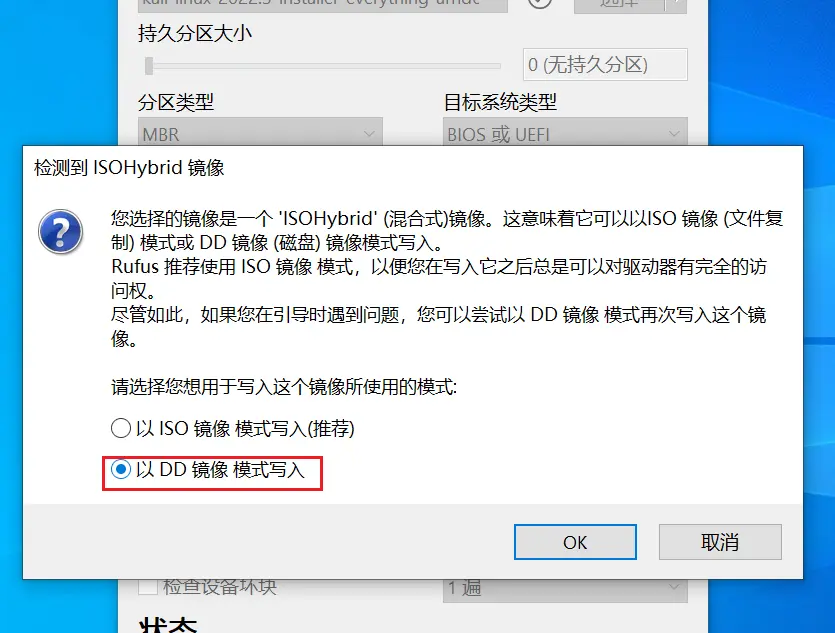 持久分区大小
0 (无持久分区)
分区类型
目标系统类型
MBR
BIOS 或 UEFI
检测到 ISOHybrid 镜像
您选择的镜像是一个 'ISOHybrid' (混合式)镜像。这意味着它可以以ISO 镜像 (文件复
制) 模式或 DD 镜像 (磁盘) 镜像模式写入。
Rufus 推荐使用 ISO 镜像 模式，以便您在写入它之后总是可以对驱动器有完全的访
问权。
尽管如此，如果您在引导时遇到问题，您可以尝试以 DD 镜像 模式再次写入这个镜
像。
请选择您想用于写入这个镜像所使用的模式:
以 ISO 镜像 模式写入(推荐)
以 DD 镜像 模式写入
OK
取消
检查设备坏块
1 遍
状态